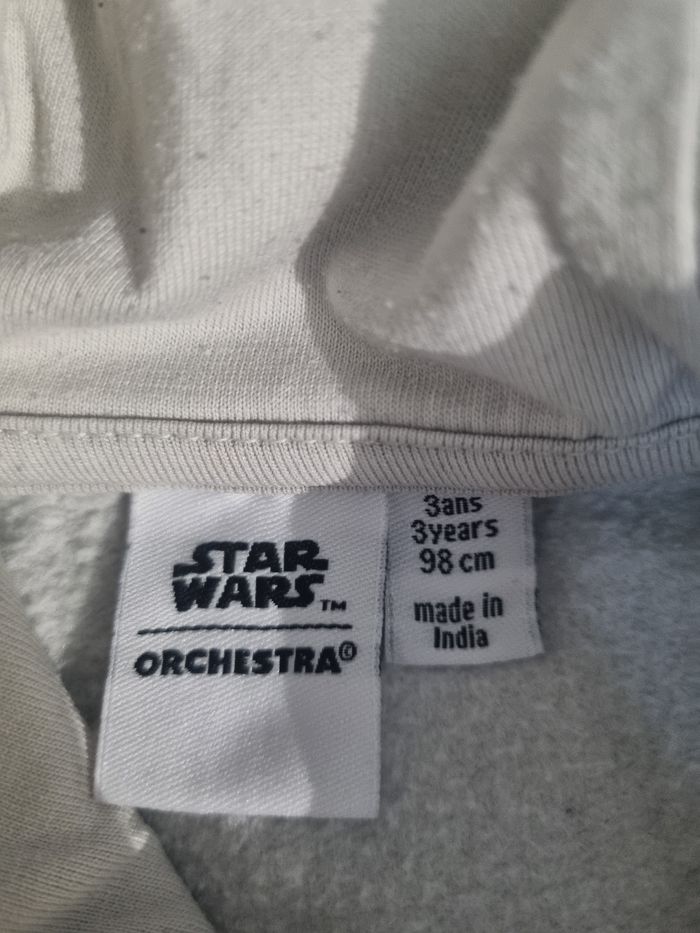 STAR
WARS™
ORCHESTRA©
3ans
3years
98 cm
made in
India